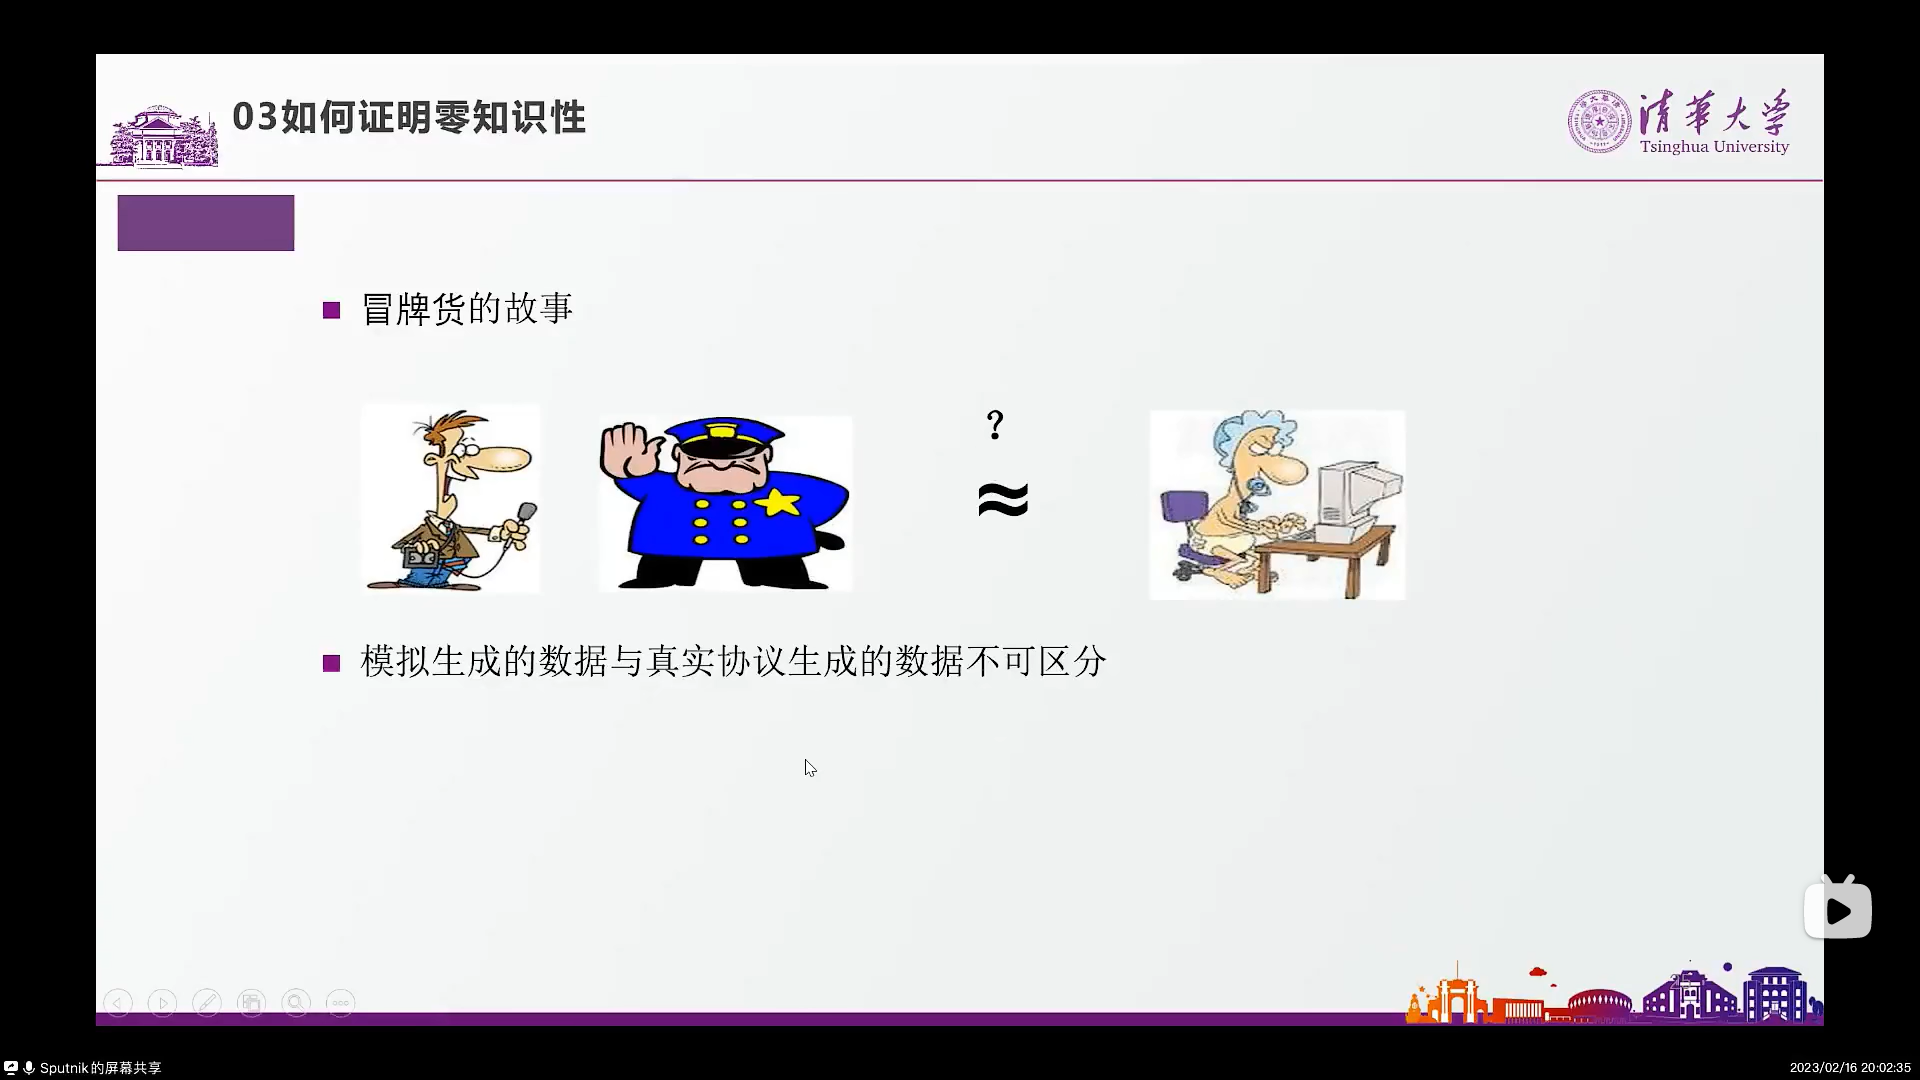 03如何证明零知识性
清华大学
Tsinghua University
冒牌货的故事
?
≈
模拟生成的数据与真实协议生成的数据不可区分
Sputnik的屏幕共享
2023/02/16 20:02:35